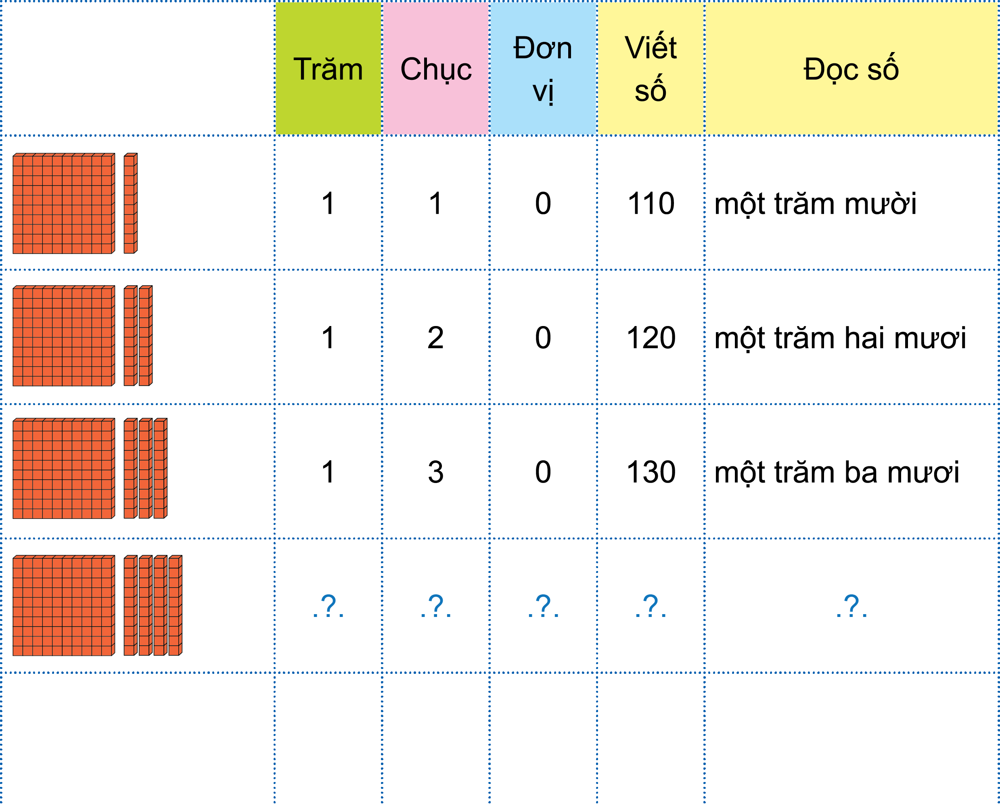 Trăm Chục Đơn vị Viết số Đọc số
1 1 0 110 một trăm mười
1 2 0 120 một trăm hai mươi
1 3 0 130 một trăm ba mươi
.?. .?. .?. .?. .?.